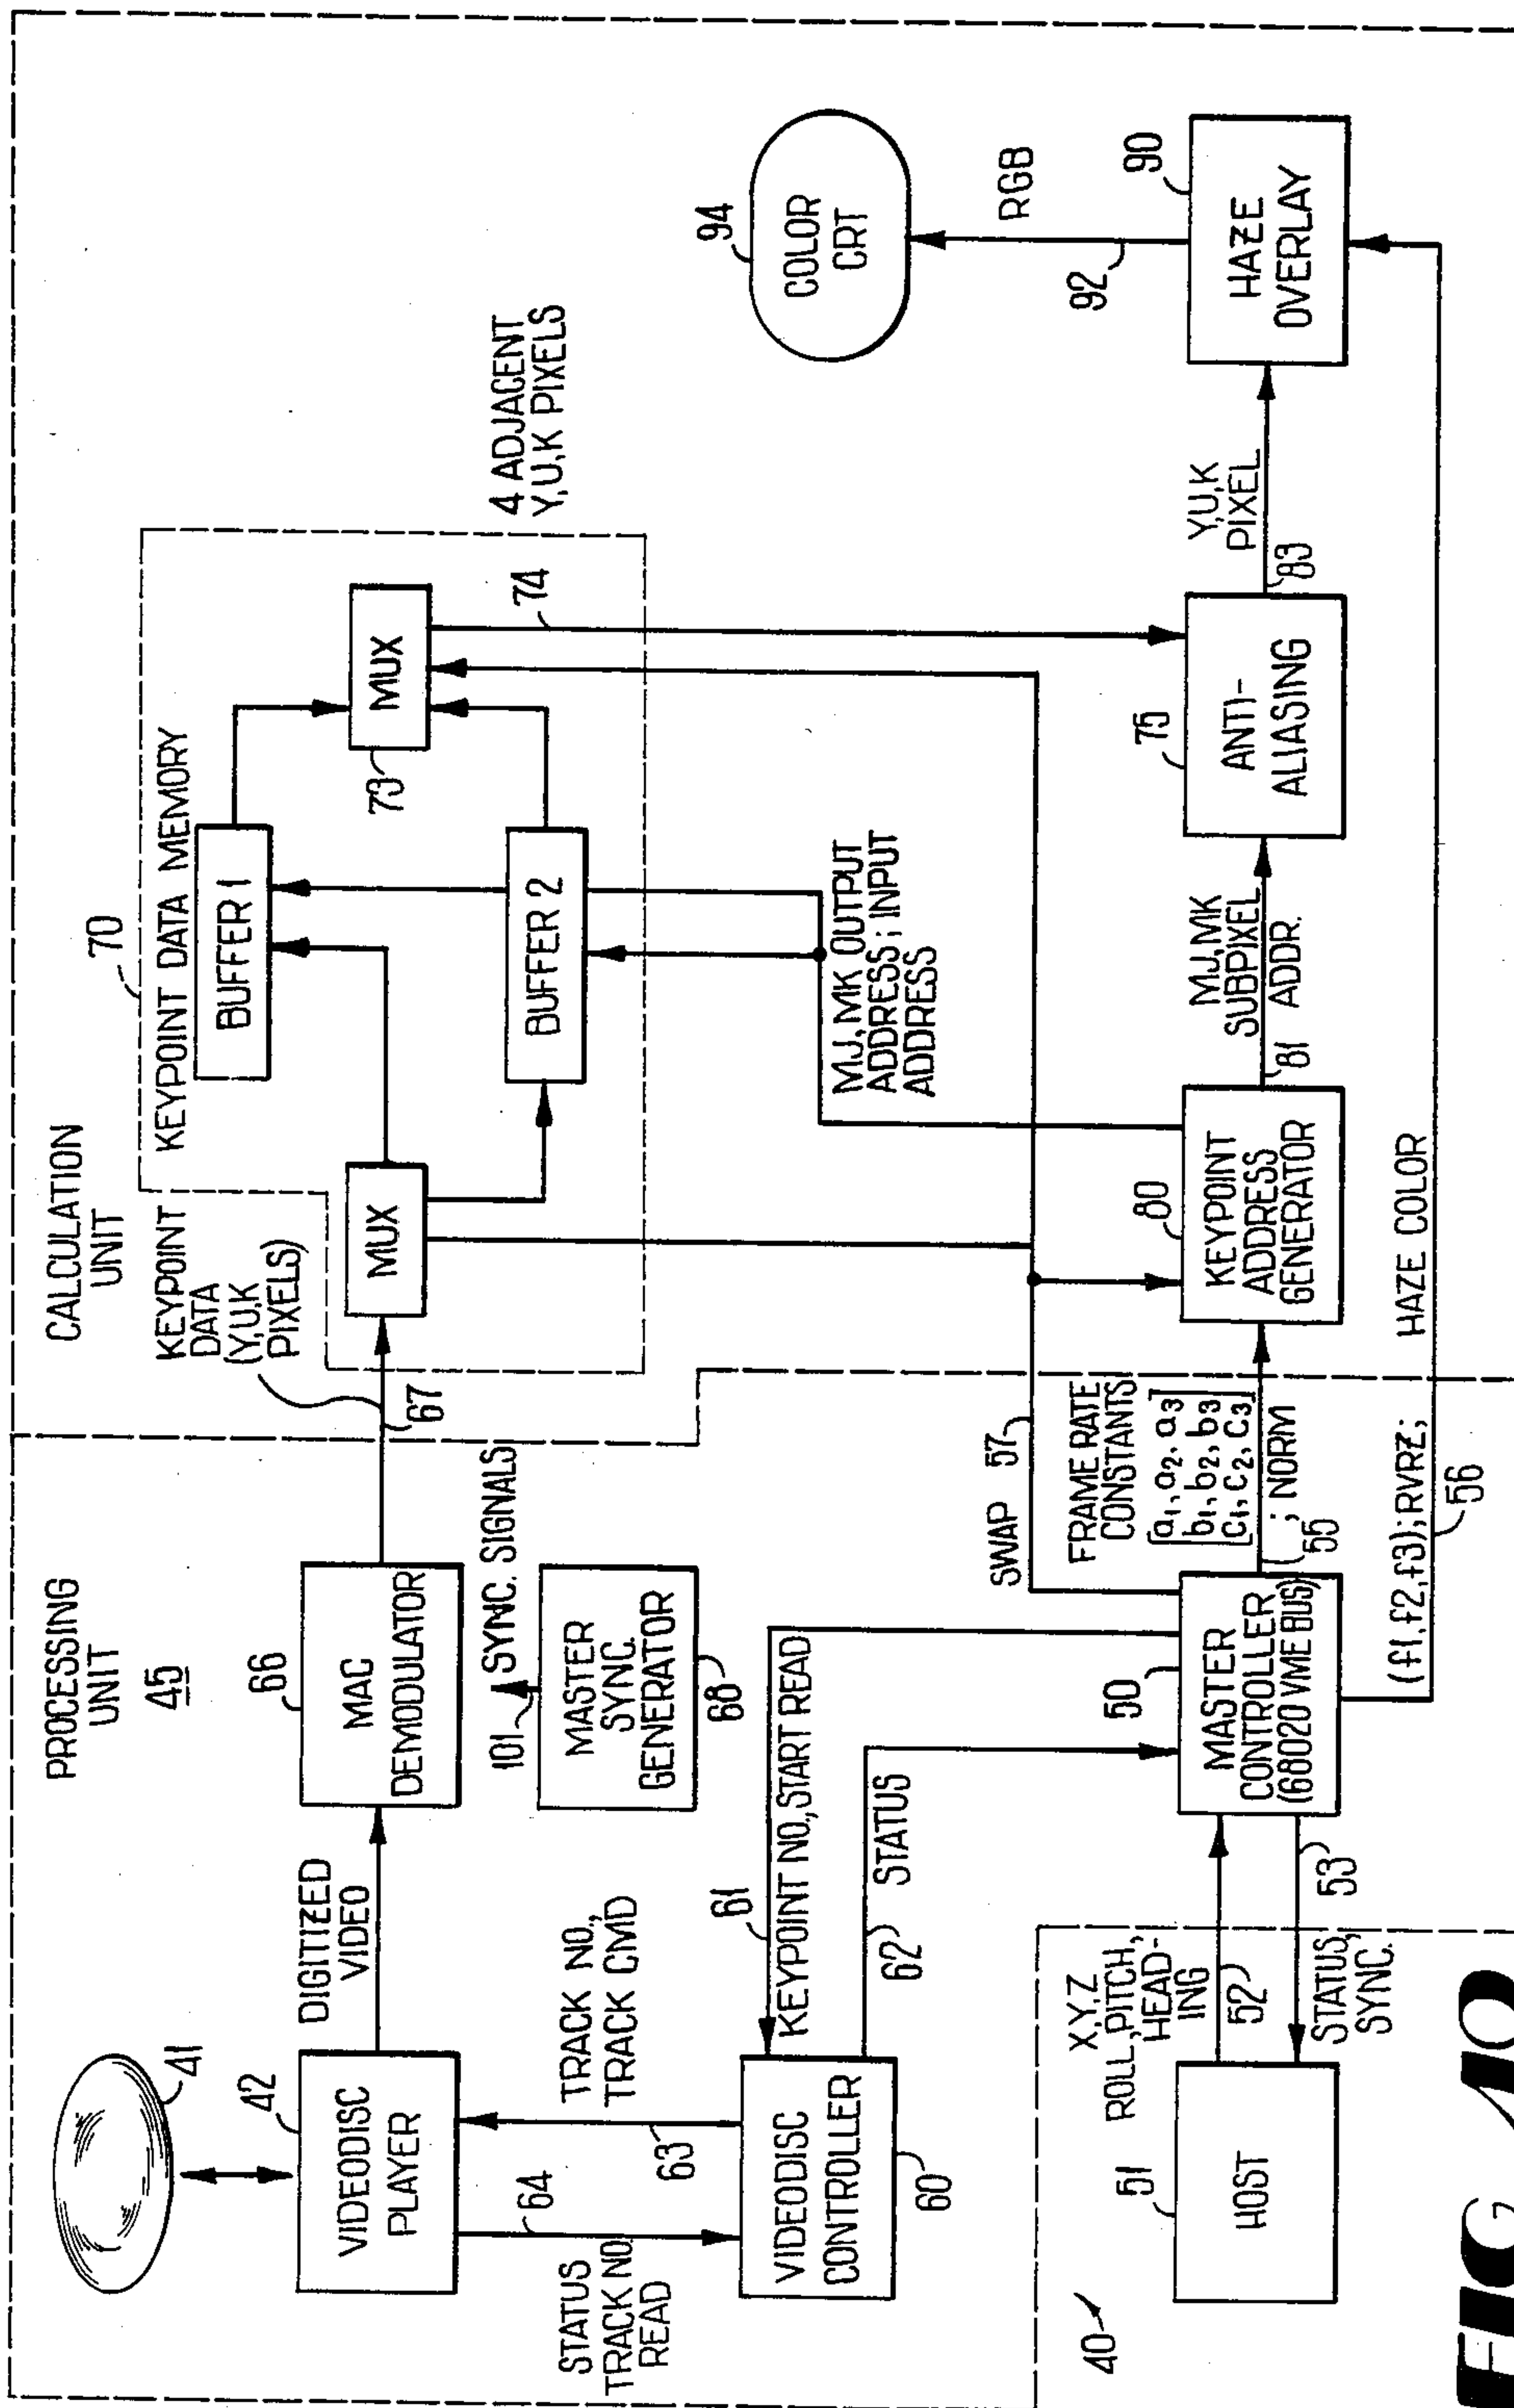 PROCESSING
UNIT
45
41
42
VIDEODISC
PLAYER
DIGITIZED
VIDEO
66
MAC
DEMODULATOR
67
KEYPOINT
DATA
(Y,U,K
PIXELS)
CALCULATION
UNIT
70
KEYPOINT DATA MEMORY
MUX
BUFFER 1
BUFFER 2
MUX
73
74
4 ADJACENT
Y,U,K PIXELS
101
SYNC. SIGNALS
MASTER
SYNC.
GENERATOR
68
64
STATUS
TRACK NO.
READ
63
TRACK NO.,
TRACK CMD
VIDEODISC
CONTROLLER
60
61
KEYPOINT NO., START READ
62
STATUS
MJ,MK OUTPUT
ADDRESS; INPUT
ADDRESS
94
COLOR
CRT
92
RGB
40
51
HOST
X,Y,Z
ROLL,PITCH,
HEAD-
ING
52
53
STATUS,
SYNC.
50
MASTER
CONTROLLER
(68020 VME BUS)
SWAP 57
FRAME RATE
CONSTANTS
[a1, a2, a3]
[b1, b2, b3]
[c1, c2, c3]
; NORM
55
80
KEYPOINT
ADDRESS
GENERATOR
MJ,MK
SUBPIXEL
81 ADDR.
75
ANTI-
ALIASING
Y,U,K
PIXEL
83
90
HAZE
OVERLAY
(f1,f2,f3);RVRZ; HAZE COLOR
56
FIG. 10